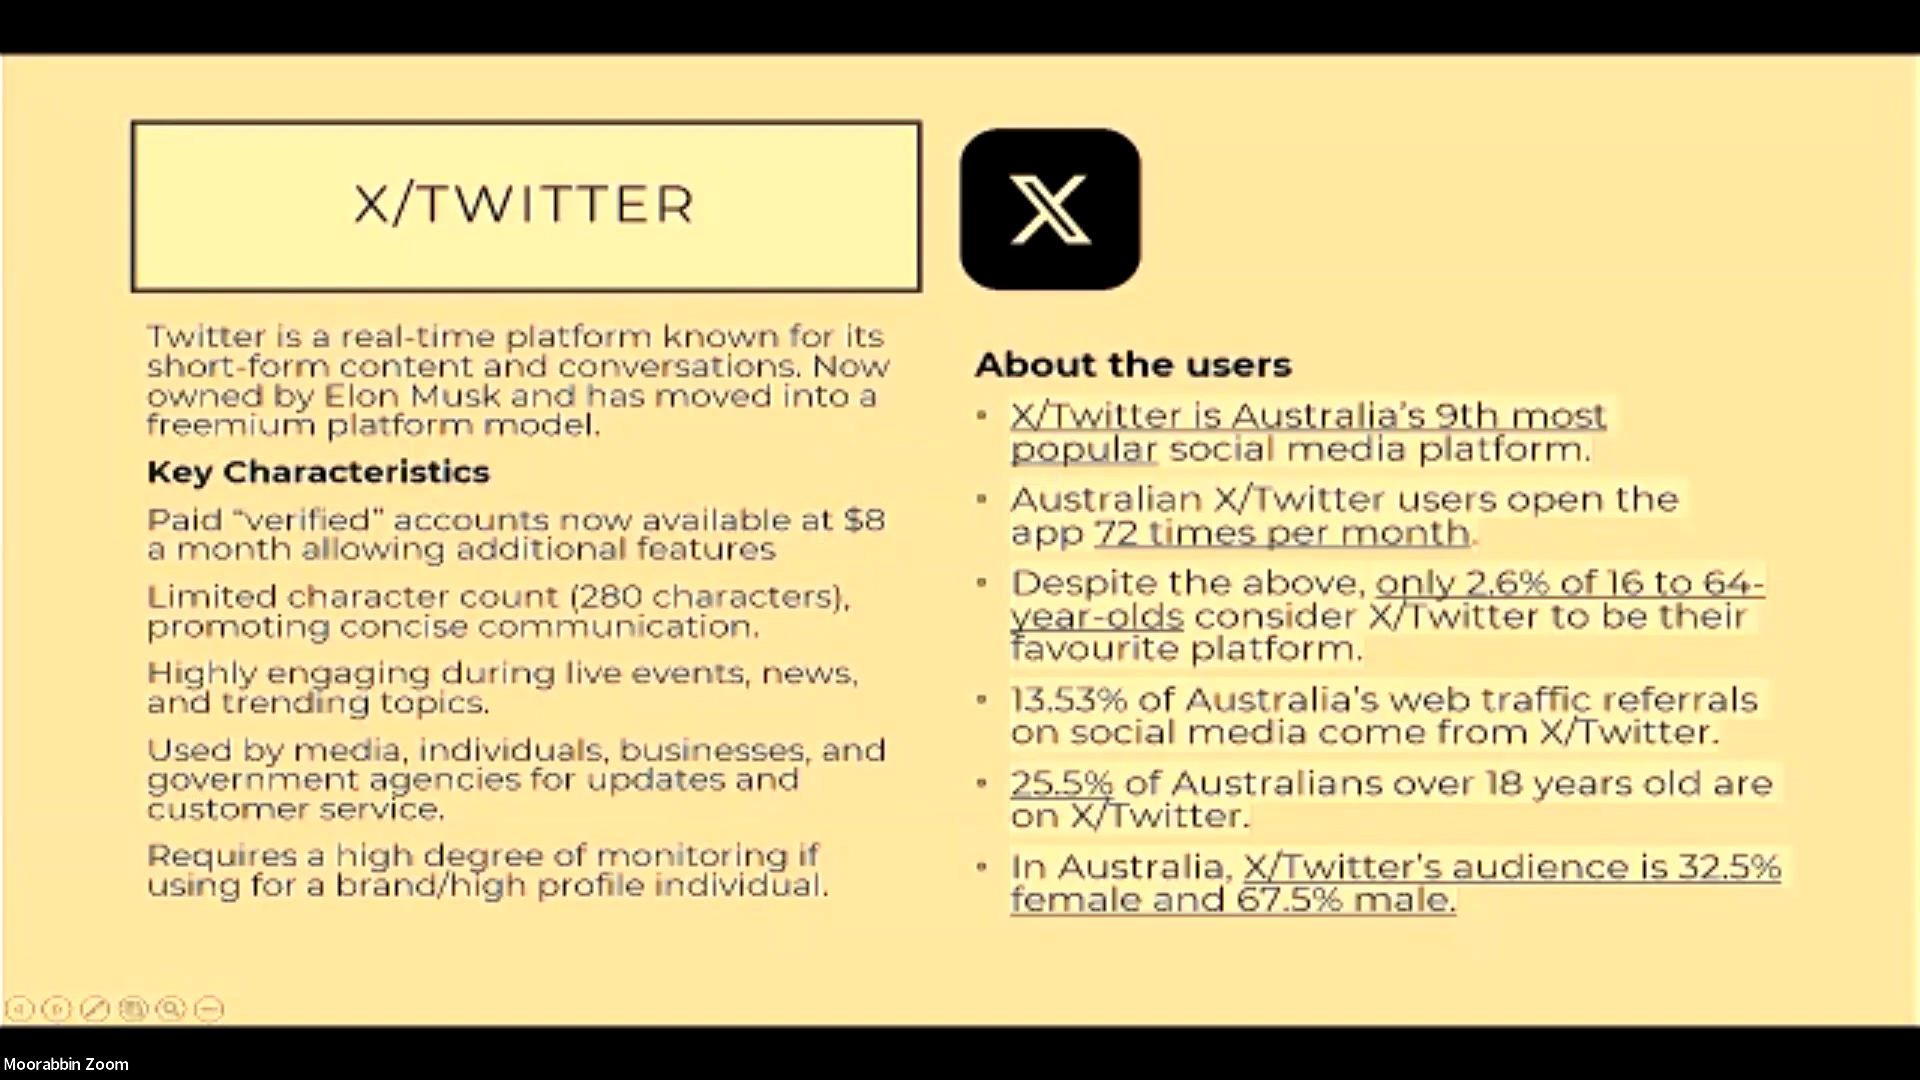 X/TWITTER
Twitter is a real-time platform known for its
short-form content and conversations. Now
owned by Elon Musk and has moved into a
freemium platform model.
Key Characteristics
Paid “verified” accounts now available at $8
a month allowing additional features
Limited character count (280 characters),
promoting concise communication.
Highly engaging during live events, news,
and trending topics.
Used by media, individuals, businesses, and
government agencies for updates and
customer service.
Requires a high degree of monitoring if
using for a brand/high profile individual.
X
About the users
• X/Twitter is Australia’s 9th most
popular social media platform.
• Australian X/Twitter users open the
app 72 times per month.
• Despite the above, only 2.6% of 16 to 64-
year-olds consider X/Twitter to be their
favourite platform.
• 13.53% of Australia’s web traffic referrals
on social media come from X/Twitter.
• 25.5% of Australians over 18 years old are
on X/Twitter.
• In Australia, X/Twitter’s audience is 32.5%
female and 67.5% male.
Moorabbin Zoom